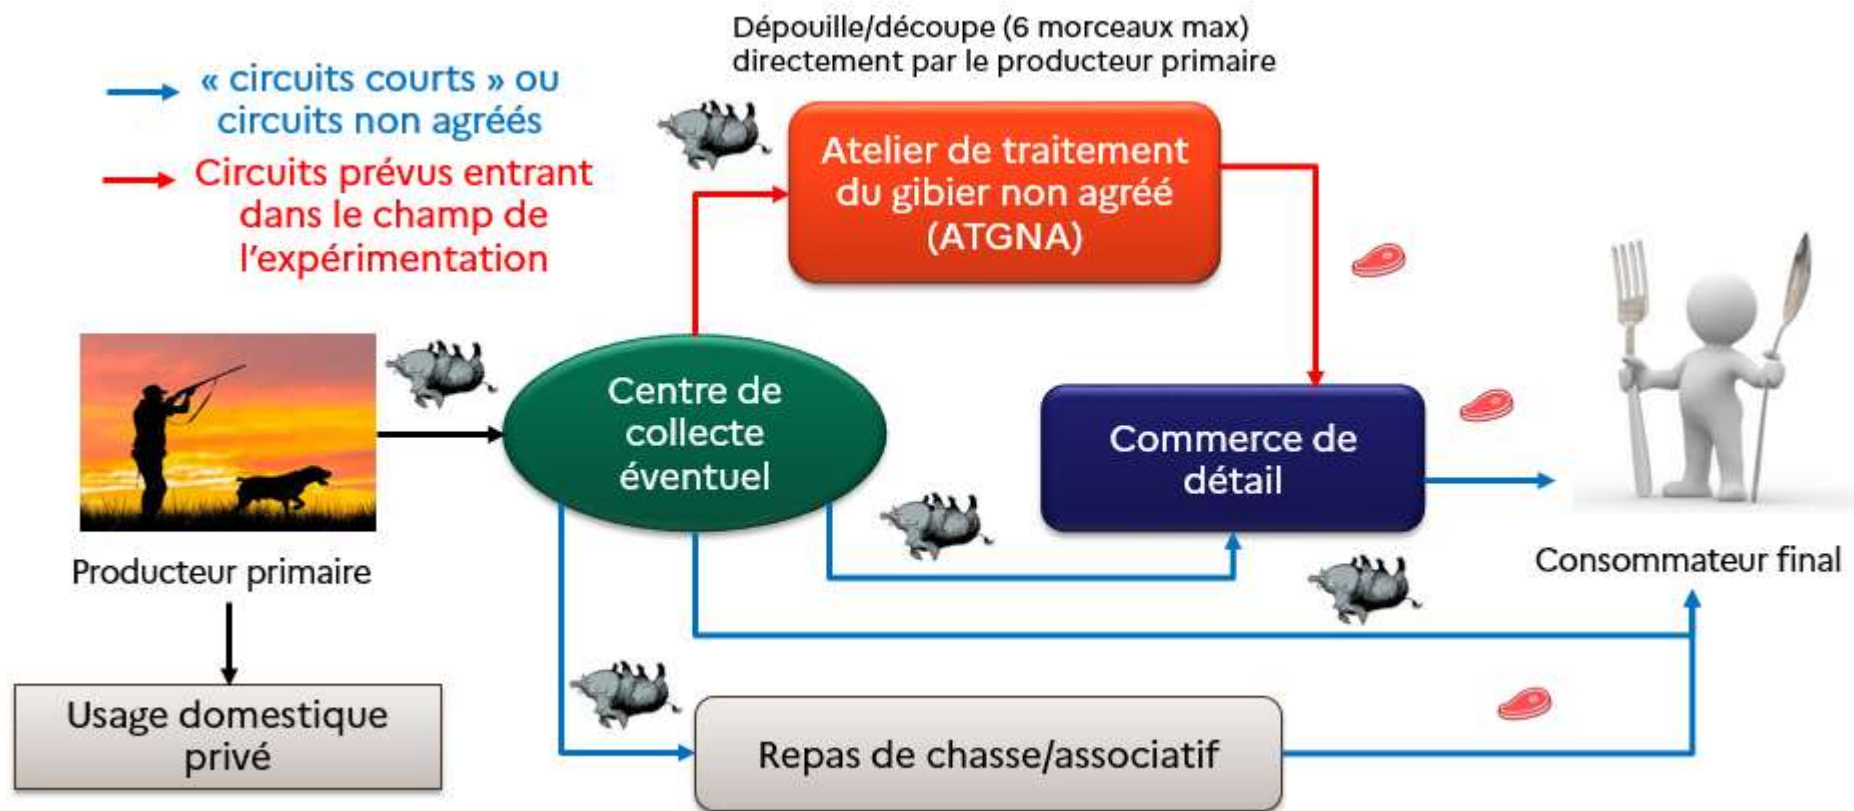 Dépouille/découpe (6 morceaux max)
directement par le producteur primaire
« circuits courts » ou
circuits non agréés
Circuits prévus entrant
dans le champ de
l’expérimentation
Atelier de traitement
du gibier non agréé
(ATGNA)
Centre de
collecte
éventuel
Commerce de
détail
Producteur primaire
Consommateur final
Usage domestique
privé
Repas de chasse/associatif